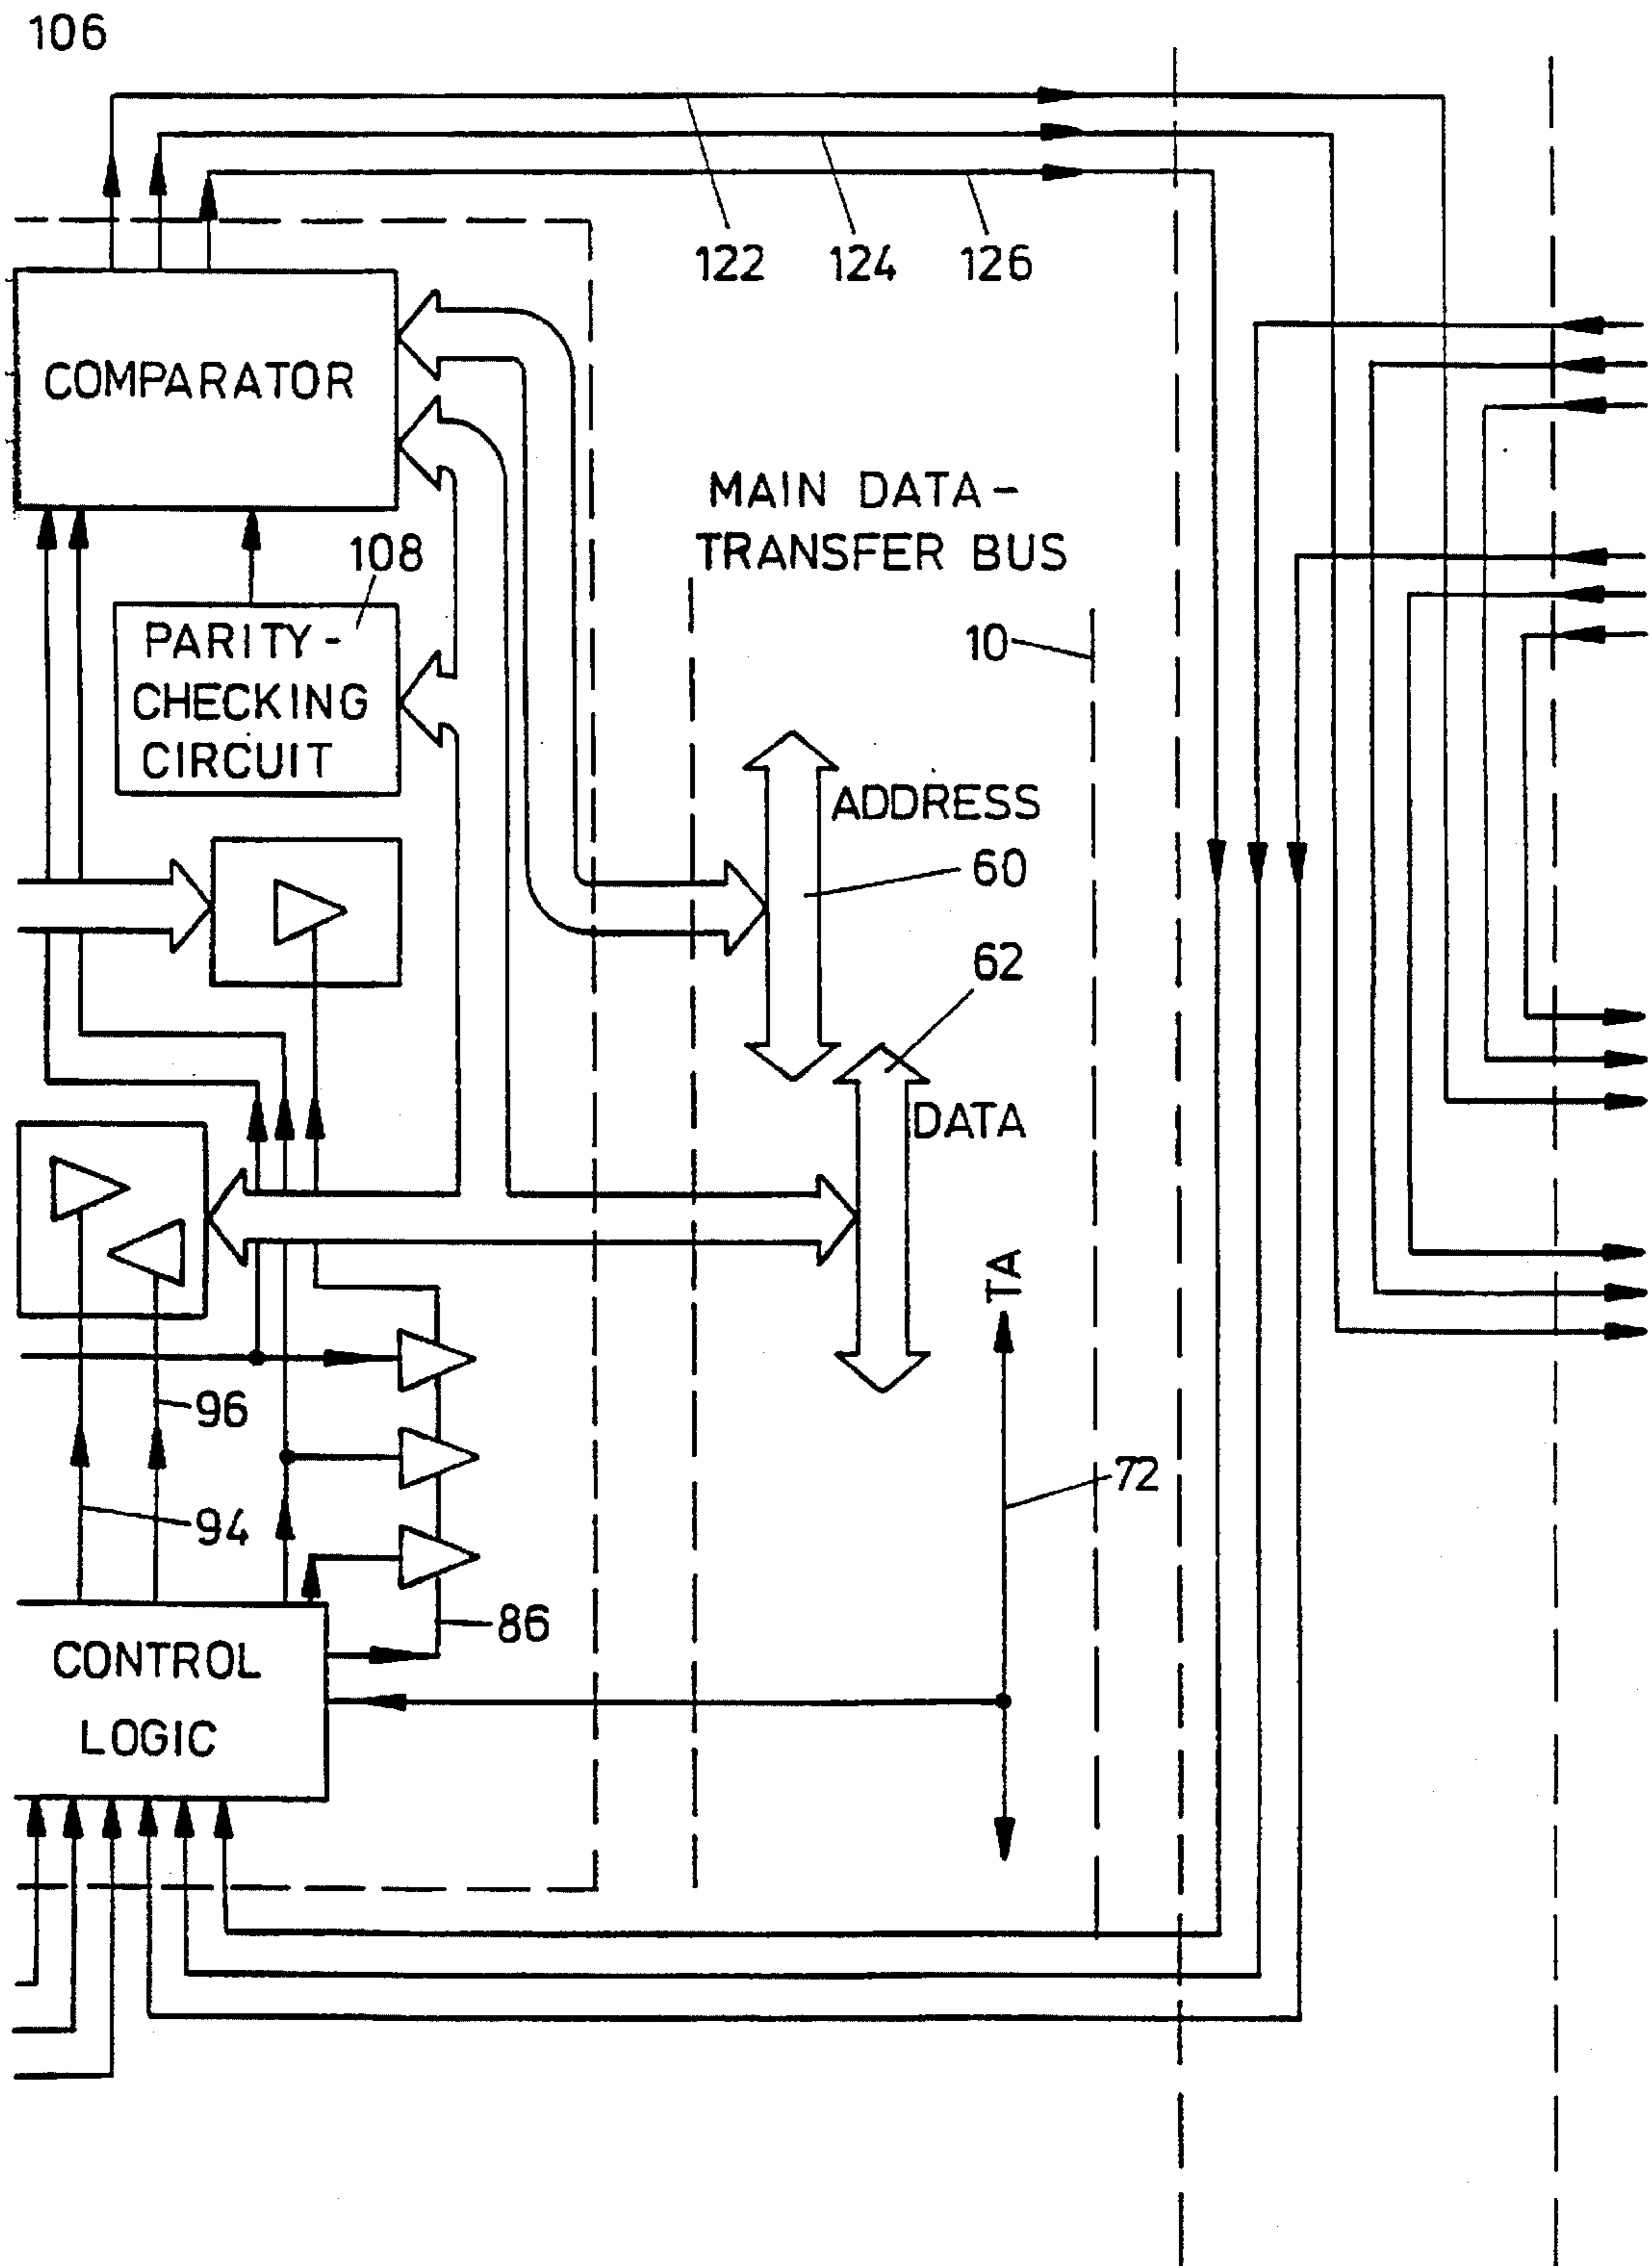 106
122
124
126
COMPARATOR
MAIN DATA-
TRANSFER BUS
108
PARITY-
CHECKING
CIRCUIT
10
ADDRESS
60
62
DATA
TA
96
72
94
86
CONTROL
LOGIC